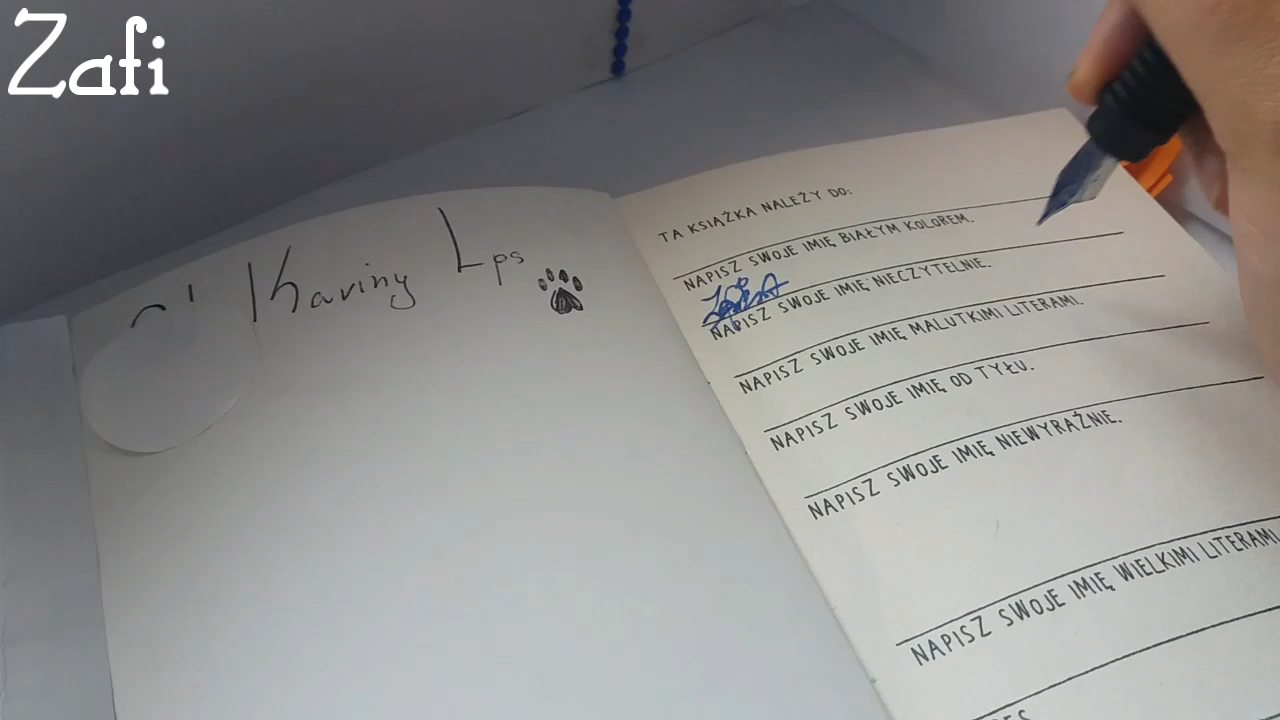 Zafi
Kaviny Lps
TA KSIĄŻKA NALEŻY DO:
NAPISZ SWOJE IMIĘ BIAŁYM KOLOREM.
NAPISZ SWOJE IMIĘ NIECZYTELNIE.
NAPISZ SWOJE IMIĘ MALUTKIMI LITERAMI.
NAPISZ SWOJE IMIĘ OD TYŁU.
NAPISZ SWOJE IMIĘ NIEWYRAŹNIE.
NAPISZ SWOJE IMIĘ WIELKIMI LITERAMI